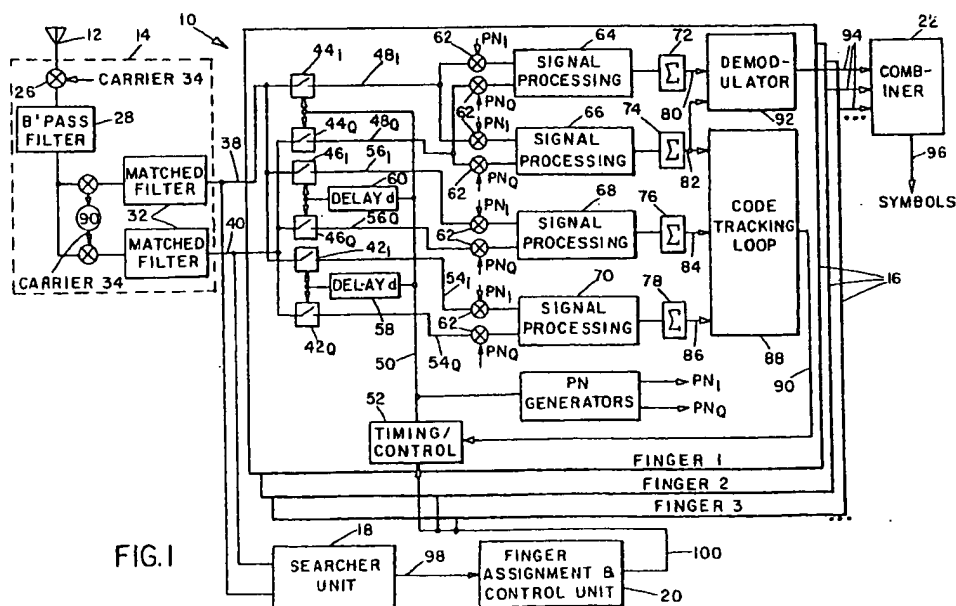 10
12
14
26
CARRIER 34
B'PASS
FILTER
28
MATCHED
FILTER
38
90
32
40
MATCHED
FILTER
CARRIER 34
44I
48I
44Q
48Q
46I
56I
60
DELAY d
56Q
46Q
42I
54I
DELAY d
58
42Q
50
54Q
62
PNI
PNQ
62
PNI
62
PNQ
PNI
62
PNQ
PNI
62
PNQ
64
SIGNAL
PROCESSING
66
SIGNAL
PROCESSING
68
SIGNAL
PROCESSING
70
SIGNAL
PROCESSING
72
Σ
80
74
Σ
82
76
Σ
84
78
Σ
86
DEMOD-
ULATOR
92
CODE
TRACKING
LOOP
88
90
94
22
COMB-
INER
96
SYMBOLS
16
PN
GENERATORS
PNI
PNQ
52
TIMING/
CONTROL
FINGER 1
FINGER 2
FINGER 3
18
SEARCHER
UNIT
98
FINGER
ASSIGNMENT &
CONTROL UNIT
20
100
FIG.1